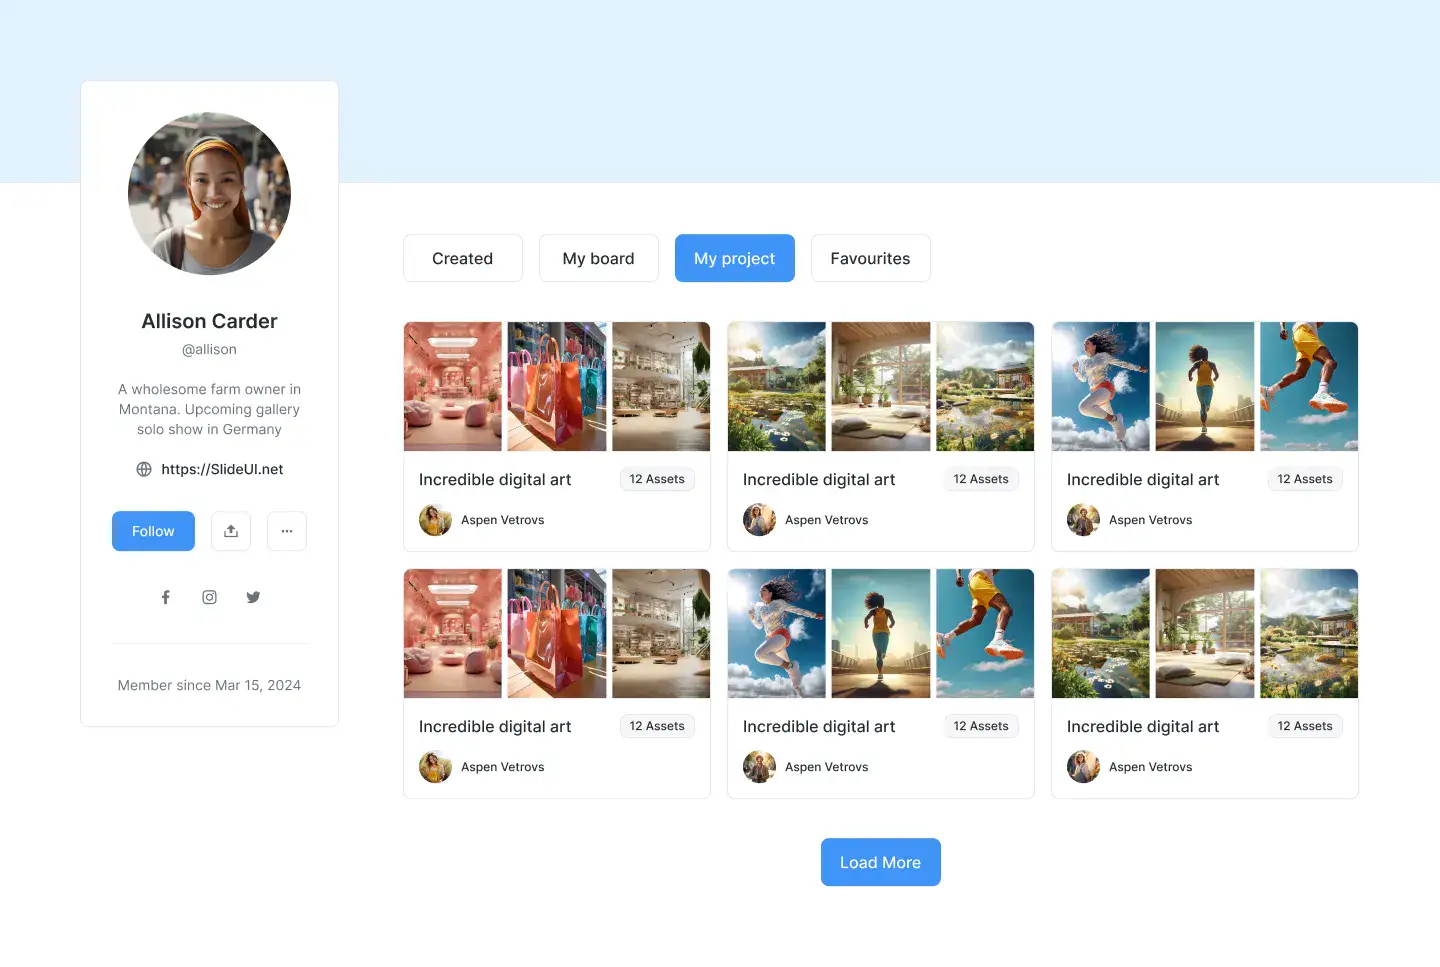 Allison Carder
@allison
A wholesome farm owner in
Montana. Upcoming gallery
solo show in Germany
https://SlideUI.net
Follow
Member since Mar 15, 2024
Created
My board
My project
Favourites
Incredible digital art
12 Assets
Aspen Vetrovs
Incredible digital art
12 Assets
Aspen Vetrovs
Incredible digital art
12 Assets
Aspen Vetrovs
Incredible digital art
12 Assets
Aspen Vetrovs
Incredible digital art
12 Assets
Aspen Vetrovs
Incredible digital art
12 Assets
Aspen Vetrovs
Load More